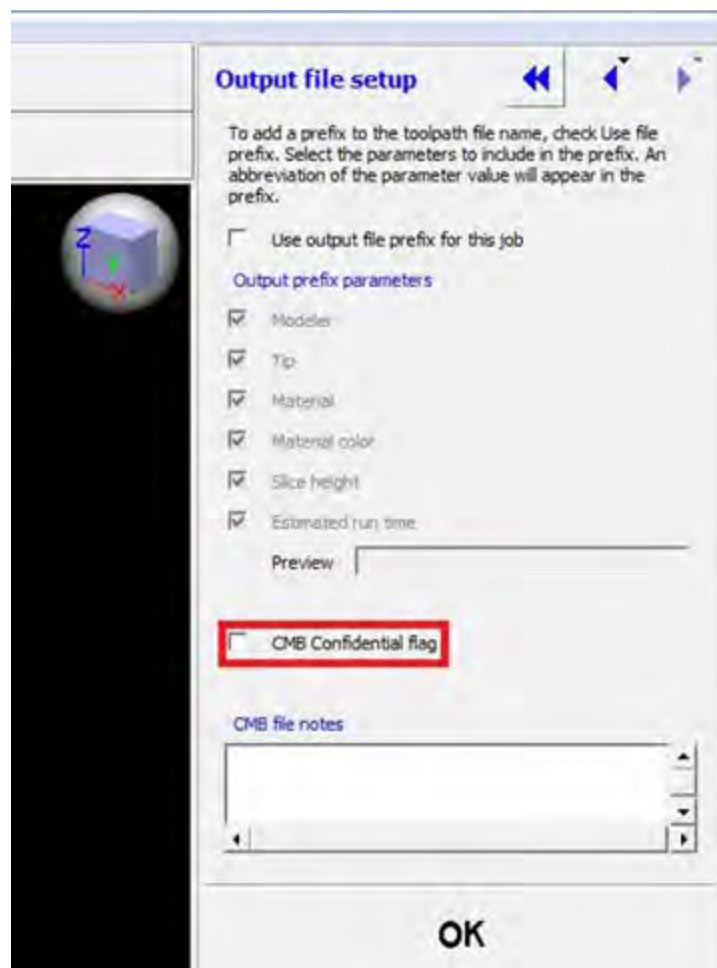 Output file setup
To add a prefix to the toolpath file name, check Use file
prefix. Select the parameters to include in the prefix. An
abbreviation of the parameter value will appear in the
prefix.
Use output file prefix for this job
Output prefix parameters
Modeler
Tip
Material
Material color
Slice height
Estimated run time
Preview
CMB Confidential flag
CMB file notes
OK
Z
Y
X